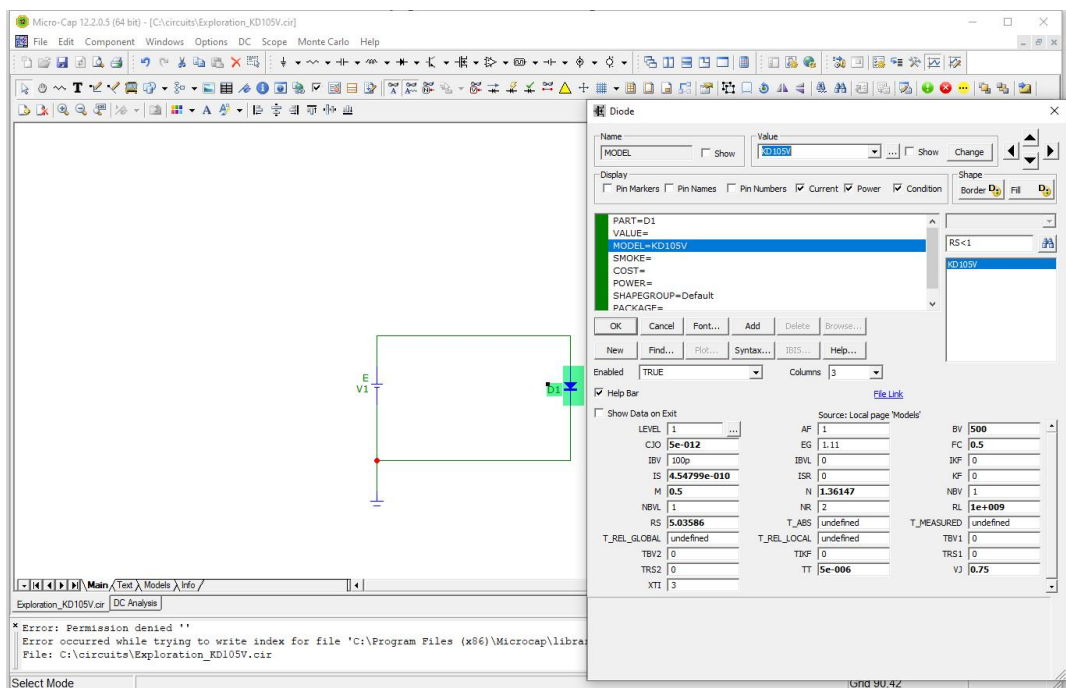 Micro-Cap 12.2.0.5 (64 bit) - [C:\circuits\Exploration_KD105V.cir]
File Edit Component Windows Options DC Scope Monte Carlo Help
Diode
Name
MODEL Show
Value
KD105V ... Show Change
Display
Pin Markers Pin Names Pin Numbers Current Power Condition
Shape
Border Fill
PART=D1
VALUE=
MODEL=KD105V
SMOKE=
COST=
POWER=
SHAPEGROUP=Default
PACKAGE=
RS<1
KD105V
OK Cancel Font... Add Delete Browse...
New Find... Plot... Syntax... IBIS... Help...
Enabled TRUE Columns 3
Help Bar File Link
Show Data on Exit Source: Local page 'Models'
LEVEL 1 ... AF 1 BV 500
CJO 5e-012 EG 1.11 FC 0.5
IBV 100p IBVL 0 IKF 0
IS 4.54799e-010 ISR 0 KF 0
M 0.5 N 1.36147 NBV 1
NBVL 1 NR 2 RL 1e+009
RS 5.03586 T_ABS undefined T_MEASURED undefined
T_REL_GLOBAL undefined T_REL_LOCAL undefined TBV1 0
TBV2 0 TIKF 0 TRS1 0
TRS2 0 TT 5e-006 VJ 0.75
XTI 3
E
V1
D1
Main Text Models Info
Exploration_KD105V.cir DC Analysis
Error: Permission denied ''
Error occurred while trying to write index for file 'C:\Program Files (x86)\Microcap\librar
File: C:\circuits\Exploration_KD105V.cir
Select Mode
Grid 90,42